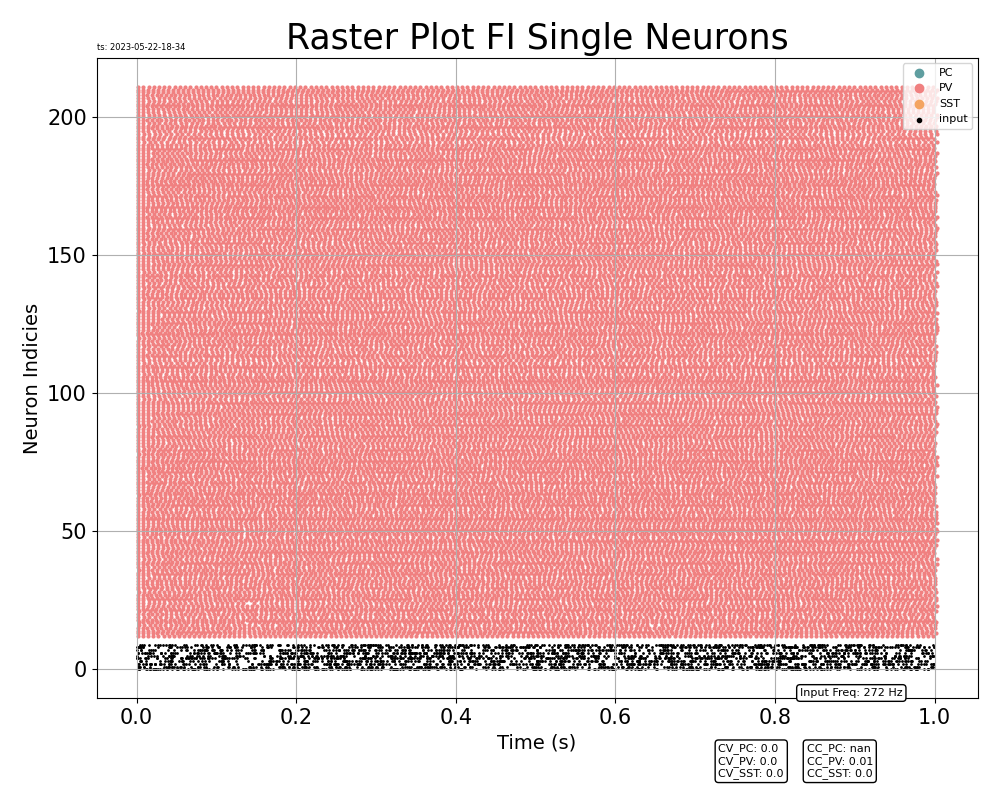 Raster Plot FI Single Neurons
ts: 2023-05-22-18-34
PC
PV
SST
input
200
150
100
50
0
Neuron Indicies
0.0 0.2 0.4 0.6 0.8 1.0
Input Freq: 272 Hz
Time (s)
CV_PC: 0.0
CV_PV: 0.0
CV_SST: 0.0
CC_PC: nan
CC_PV: 0.01
CC_SST: 0.0